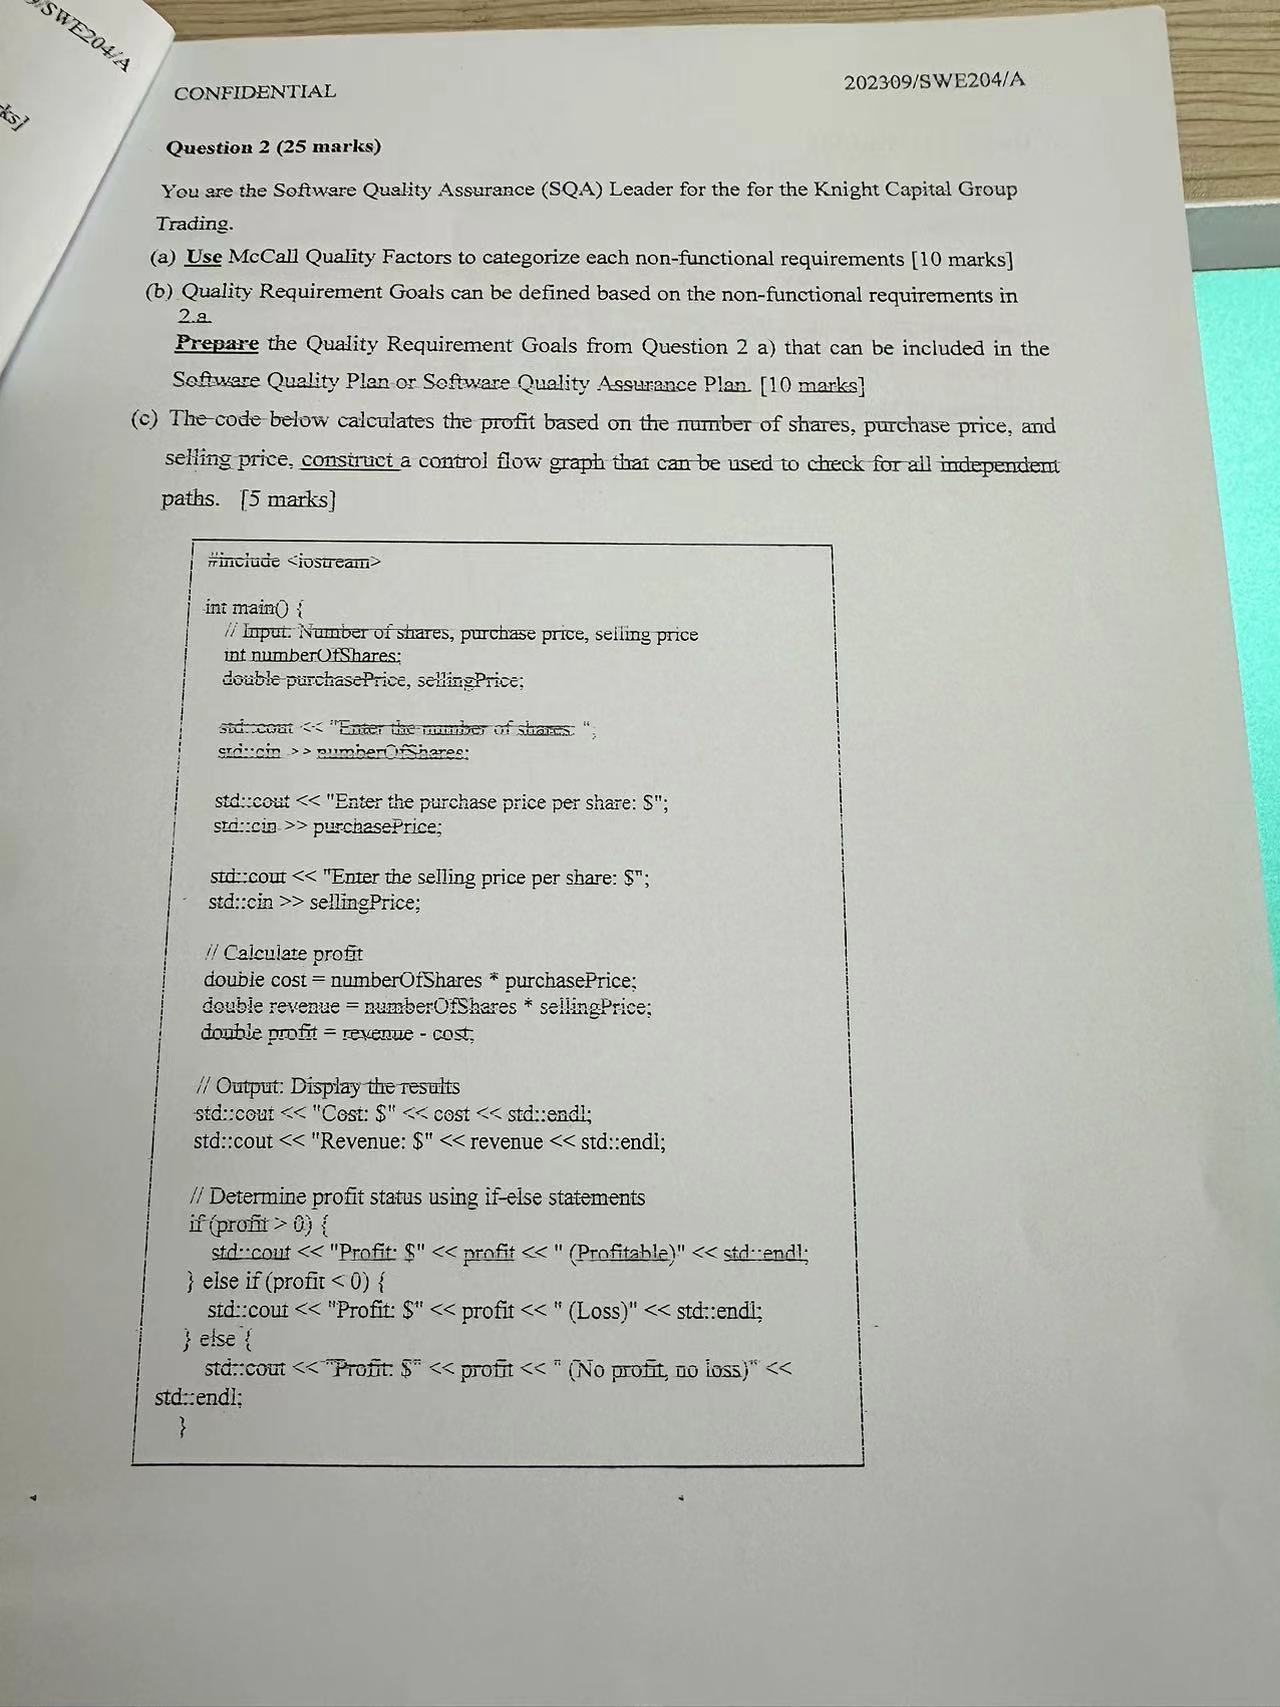 /SWE204/A
ks]
CONFIDENTIAL
202309/SWE204/A
Question 2 (25 marks)
You are the Software Quality Assurance (SQA) Leader for the for the Knight Capital Group
Trading.
(a) Use McCall Quality Factors to categorize each non-functional requirements [10 marks]
(b) Quality Requirement Goals can be defined based on the non-functional requirements in
2.a.
Prepare the Quality Requirement Goals from Question 2 a) that can be included in the
Software Quality Plan or Software Quality Assurance Plan. [10 marks]
(c) The code below calculates the profit based on the number of shares, purchase price, and
selling price, construct a control flow graph that can be used to check for all independent
paths. [5 marks]
#include <iostream>
int main() {
// Input: Number of shares, purchase price, selling price
int numberOfShares;
double purchasePrice, sellingPrice;
std::cout << "Enter the number of shares: ";
std::cin >> numberOfShares;
std::cout << "Enter the purchase price per share: $";
std::cin >> purchasePrice;
std::cout << "Enter the selling price per share: $";
std::cin >> sellingPrice;
// Calculate profit
double cost = numberOfShares * purchasePrice;
double revenue = numberOfShares * sellingPrice;
double profit = revenue - cost;
// Output: Display the results
std::cout << "Cost: $" << cost << std::endl;
std::cout << "Revenue: $" << revenue << std::endl;
// Determine profit status using if-else statements
if (profit > 0) {
std::cout << "Profit: $" << profit << " (Profitable)" << std::endl;
} else if (profit < 0) {
std::cout << "Profit: $" << profit << " (Loss)" << std::endl;
} else {
std::cout << "Profit: $" << profit << " (No profit, no loss)" <<
std::endl;
}